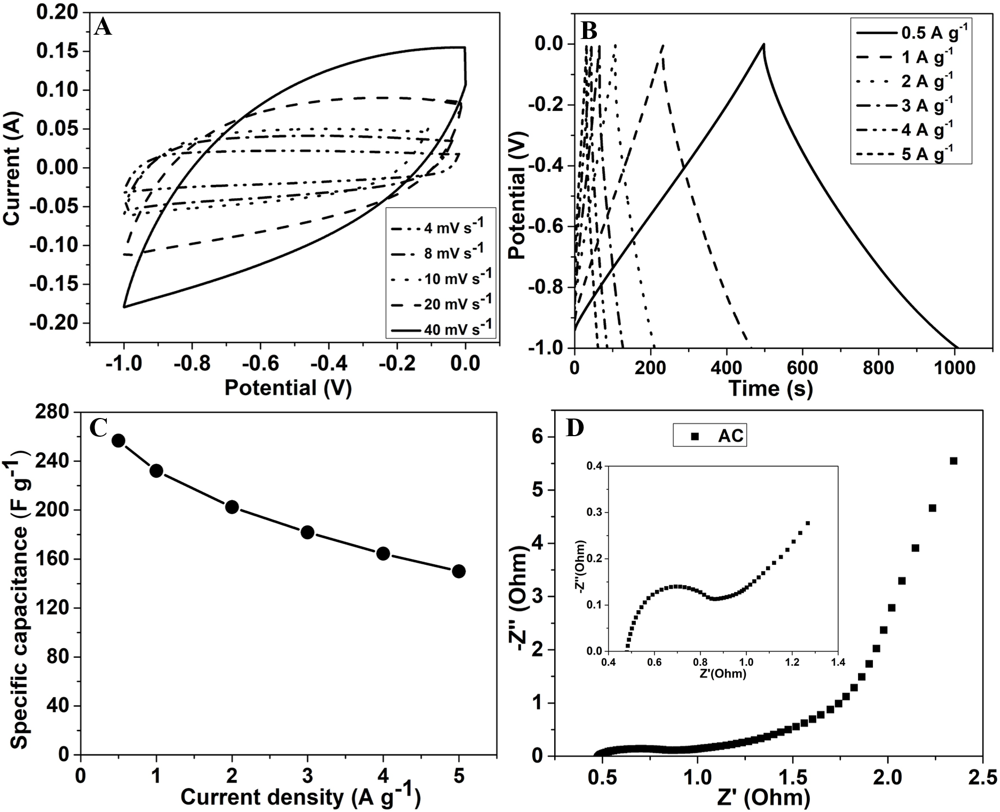 A
Current (A)
0.20
0.15
0.10
0.05
0.00
-0.05
-0.10
-0.15
-0.20
4 mV s⁻¹
8 mV s⁻¹
10 mV s⁻¹
20 mV s⁻¹
40 mV s⁻¹
-1.0 -0.8 -0.6 -0.4 -0.2 0.0
Potential (V)
B
Potential (V)
0.0
-0.2
-0.4
-0.6
-0.8
-1.0
0.5 A g⁻¹
1 A g⁻¹
2 A g⁻¹
3 A g⁻¹
4 A g⁻¹
5 A g⁻¹
0 200 400 600 800 1000
Time (s)
C
Specific capacitance (F g⁻¹)
280
240
200
160
120
80
40
0
0 1 2 3 4 5
Current density (A g⁻¹)
D
AC
-Z'' (Ohm)
6
5
4
3
2
1
0
-Z''(Ohm)
0.4
0.3
0.2
0.1
0.0
0.4 0.6 0.8 1.0 1.2 1.4
Z'(Ohm)
0.5 1.0 1.5 2.0 2.5
Z' (Ohm)